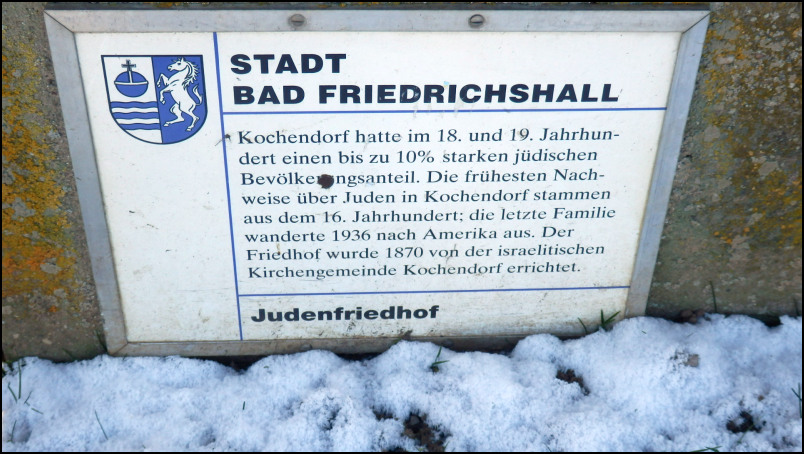 STADT
BAD FRIEDRICHSHALL
Kochendorf hatte im 18. und 19. Jahrhun-
dert einen bis zu 10% starken jüdischen
Bevölkerungsanteil. Die frühesten Nach-
weise über Juden in Kochendorf stammen
aus dem 16. Jahrhundert; die letzte Familie
wanderte 1936 nach Amerika aus. Der
Friedhof wurde 1870 von der israelitischen
Kirchengemeinde Kochendorf errichtet.
Judenfriedhof